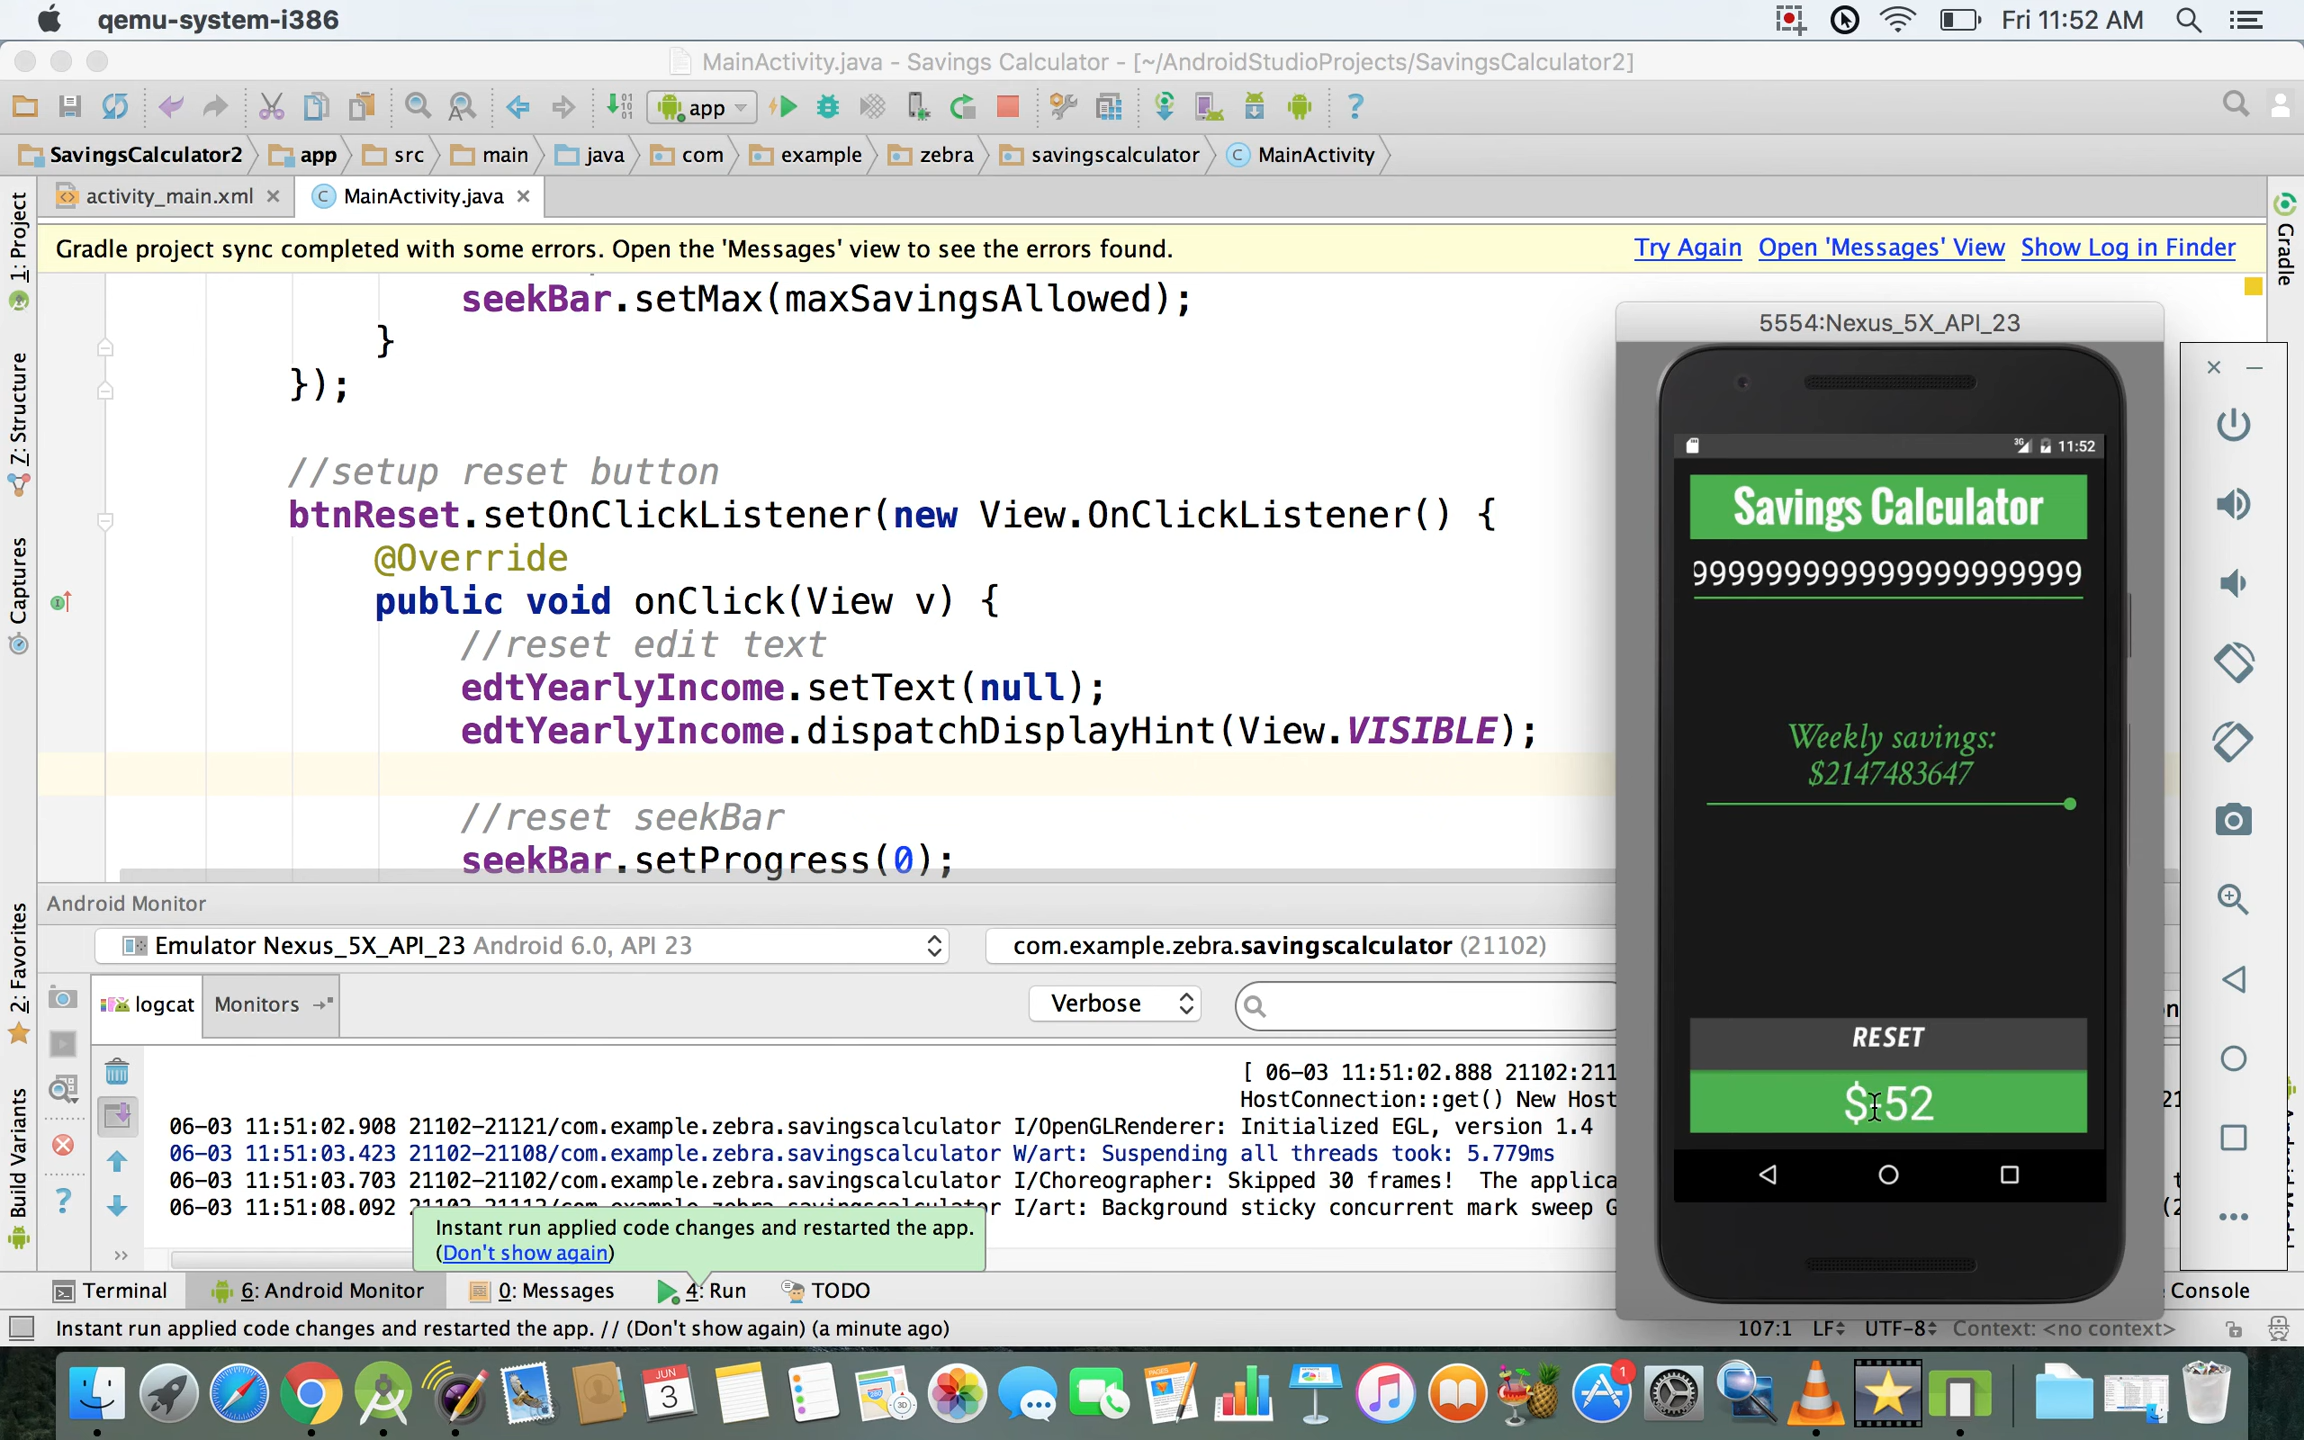 qemu-system-i386
Fri 11:52 AM
MainActivity.java - Savings Calculator - [~/AndroidStudioProjects/SavingsCalculator2]
app
SavingsCalculator2 app src main java com example zebra savingscalculator MainActivity
activity_main.xml MainActivity.java
1: Project
Z: Structure
Captures
2: Favorites
Build Variants
Gradle
Gradle project sync completed with some errors. Open the 'Messages' view to see the errors found.
Try Again Open 'Messages' View Show Log in Finder
seekBar.setMax(maxSavingsAllowed);
}
});
//setup reset button
btnReset.setOnClickListener(new View.OnClickListener() {
@Override
public void onClick(View v) {
//reset edit text
edtYearlyIncome.setText(null);
edtYearlyIncome.dispatchDisplayHint(View.VISIBLE);
//reset seekBar
seekBar.setProgress(0);
5554:Nexus_5X_API_23
3G 11:52
Savings Calculator
9999999999999999999999
Weekly savings:
$2147483647
RESET
Android Monitor
Emulator Nexus_5X_API_23 Android 6.0, API 23
com.example.zebra.savingscalculator (21102)
logcat Monitors
Verbose
[ 06-03 11:51:02.888 21102:211
HostConnection::get() New Host
06-03 11:51:02.908 21102-21121/com.example.zebra.savingscalculator I/OpenGLRenderer: Initialized EGL, version 1.4
06-03 11:51:03.423 21102-21108/com.example.zebra.savingscalculator W/art: Suspending all threads took: 5.779ms
06-03 11:51:03.703 21102-21102/com.example.zebra.savingscalculator I/Choreographer: Skipped 30 frames! The applica
06-03 11:51:08.092 21102-21112/com.example.zebra.savingscalculator I/art: Background sticky concurrent mark sweep G
Instant run applied code changes and restarted the app.
(Don't show again)
Terminal 6: Android Monitor 0: Messages 4: Run TODO
Console
Instant run applied code changes and restarted the app. // (Don't show again) (a minute ago)
107:1 LF UTF-8 Context: <no context>
JUN
3
1